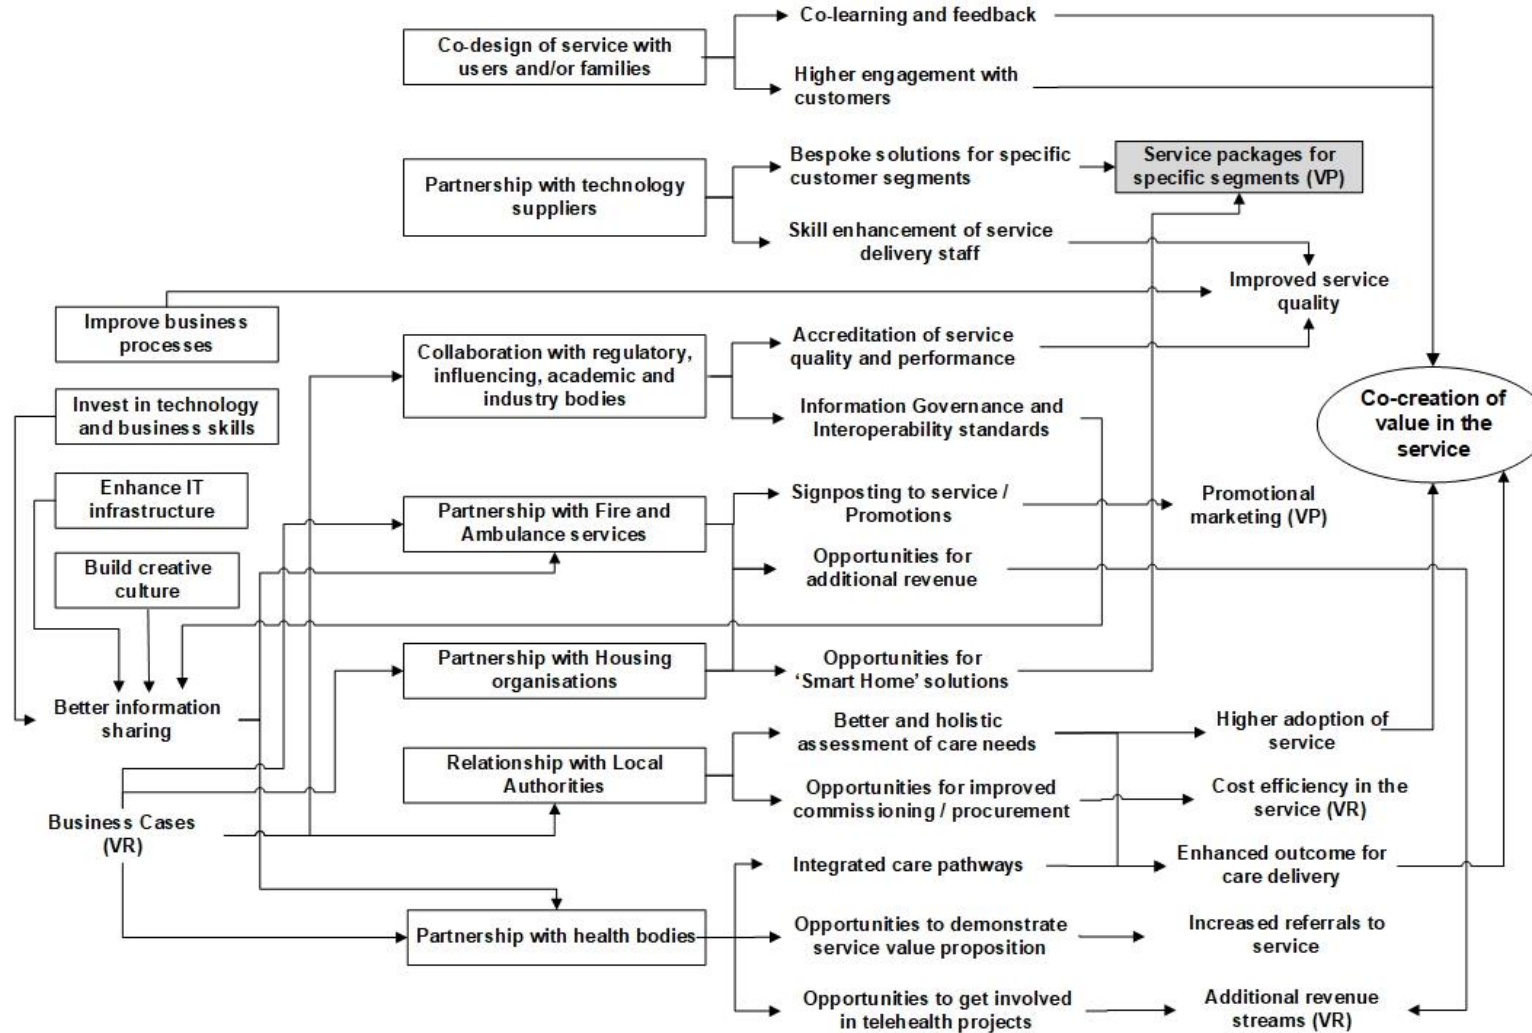 Co-learning and feedback
Co-design of service with
users and/or families
Higher engagement with
customers
Bespoke solutions for specific
customer segments
Service packages for
specific segments (VP)
Partnership with technology
suppliers
Skill enhancement of service
delivery staff
Improved service
quality
Improve business
processes
Accreditation of service
quality and performance
Collaboration with regulatory,
influencing, academic and
industry bodies
Invest in technology
and business skills
Information Governance and
Interoperability standards
Co-creation of
value in the
service
Enhance IT
infrastructure
Partnership with Fire and
Ambulance services
Signposting to service /
Promotions
Promotional
marketing (VP)
Build creative
culture
Opportunities for
additional revenue
Partnership with Housing
organisations
Opportunities for
‘Smart Home’ solutions
Better information
sharing
Better and holistic
assessment of care needs
Higher adoption of
service
Relationship with Local
Authorities
Opportunities for improved
commissioning / procurement
Cost efficiency in the
service (VR)
Business Cases
(VR)
Integrated care pathways
Enhanced outcome for
care delivery
Partnership with health bodies
Opportunities to demonstrate
service value proposition
Increased referrals to
service
Opportunities to get involved
in telehealth projects
Additional revenue
streams (VR)